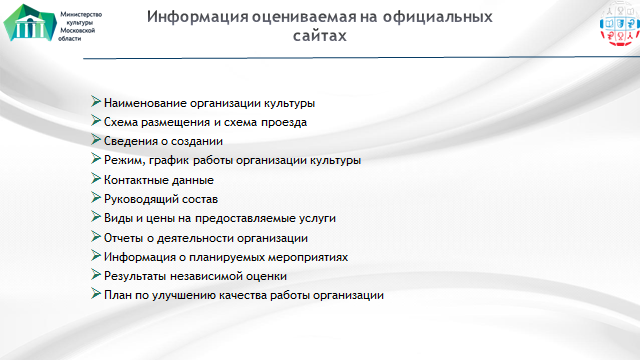 Министерство
культуры
Московской
области
Информация оцениваемая на официальных
сайтах
Наименование организации культуры
Схема размещения и схема проезда
Сведения о создании
Режим, график работы организации культуры
Контактные данные
Руководящий состав
Виды и цены на предоставляемые услуги
Отчеты о деятельности организации
Информация о планируемых мероприятиях
Результаты независимой оценки
План по улучшению качества работы организации